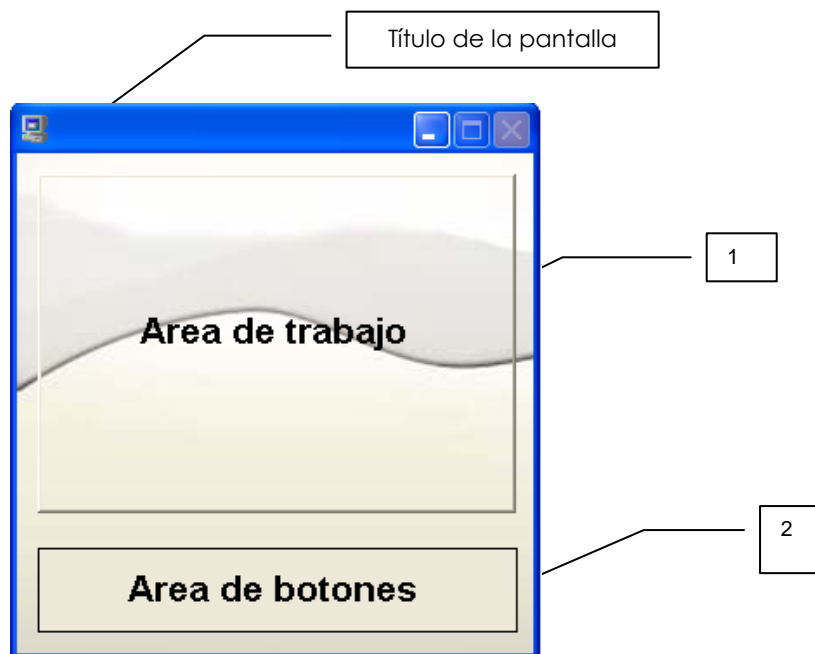 Título de la pantalla
1
Area de trabajo
2
Area de botones